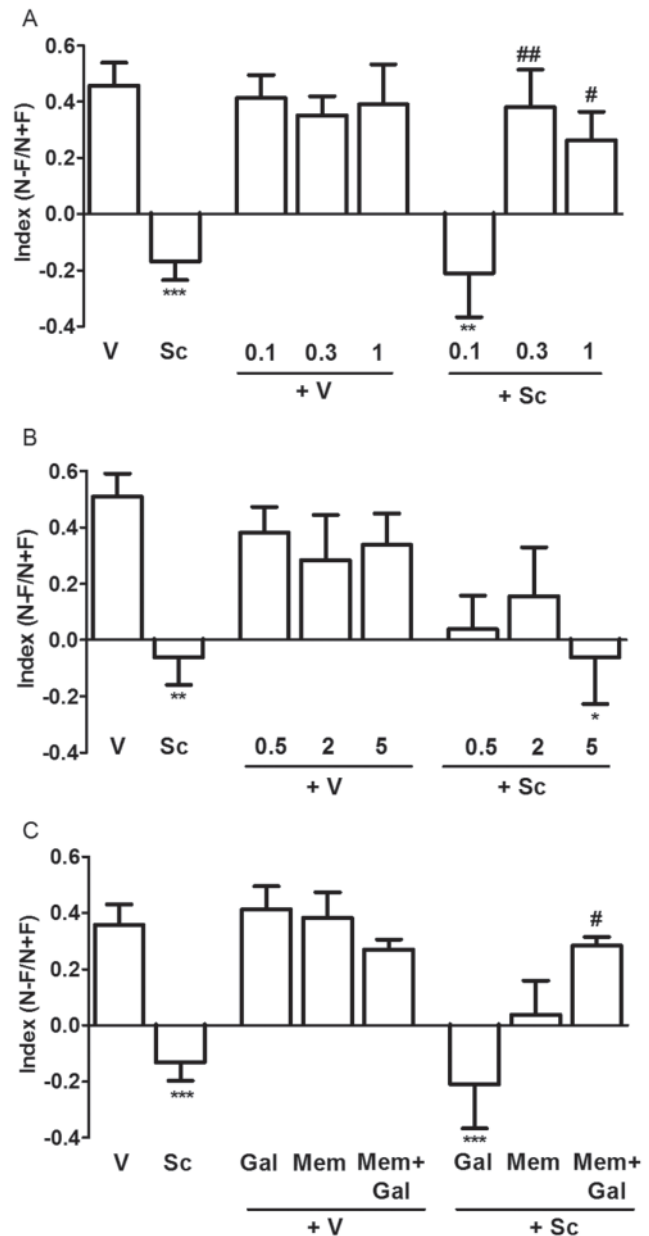 A
Index (N-F/N+F)
0.6
0.4
0.2
0.0
-0.2
-0.4
***
**
##
#
V Sc 0.1 0.3 1 0.1 0.3 1
+ V + Sc
B
Index (N-F/N+F)
0.6
0.4
0.2
0.0
-0.2
-0.4
**
*
V Sc 0.5 2 5 0.5 2 5
+ V + Sc
C
Index (N-F/N+F)
0.6
0.4
0.2
0.0
-0.2
-0.4
***
***
#
V Sc Gal Mem Mem+ Gal Mem Mem+
Gal Gal
+ V + Sc